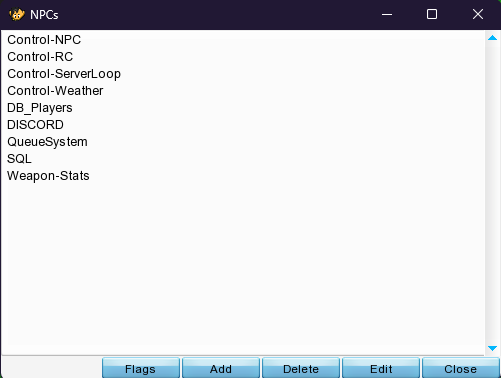 NPCs
Control-NPC
Control-RC
Control-ServerLoop
Control-Weather
DB_Players
DISCORD
QueueSystem
SQL
Weapon-Stats
Flags Add Delete Edit Close